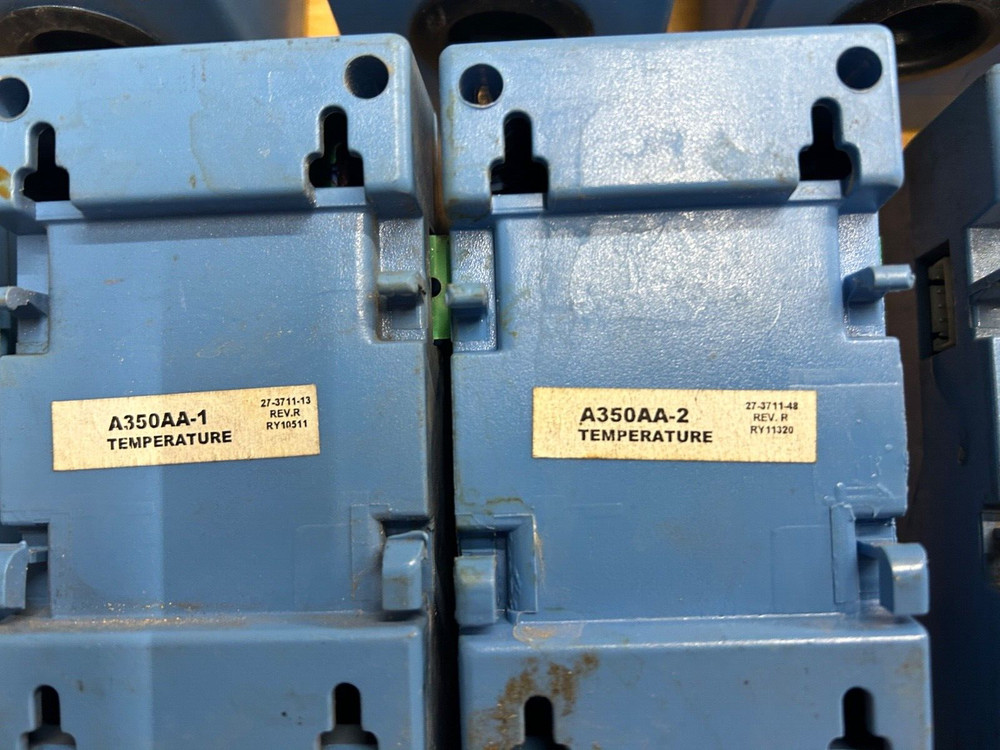 A350AA-1
TEMPERATURE
27-3711-13
REV.R
RY10511
A350AA-2
TEMPERATURE
27-3711-48
REV. R
RY11320